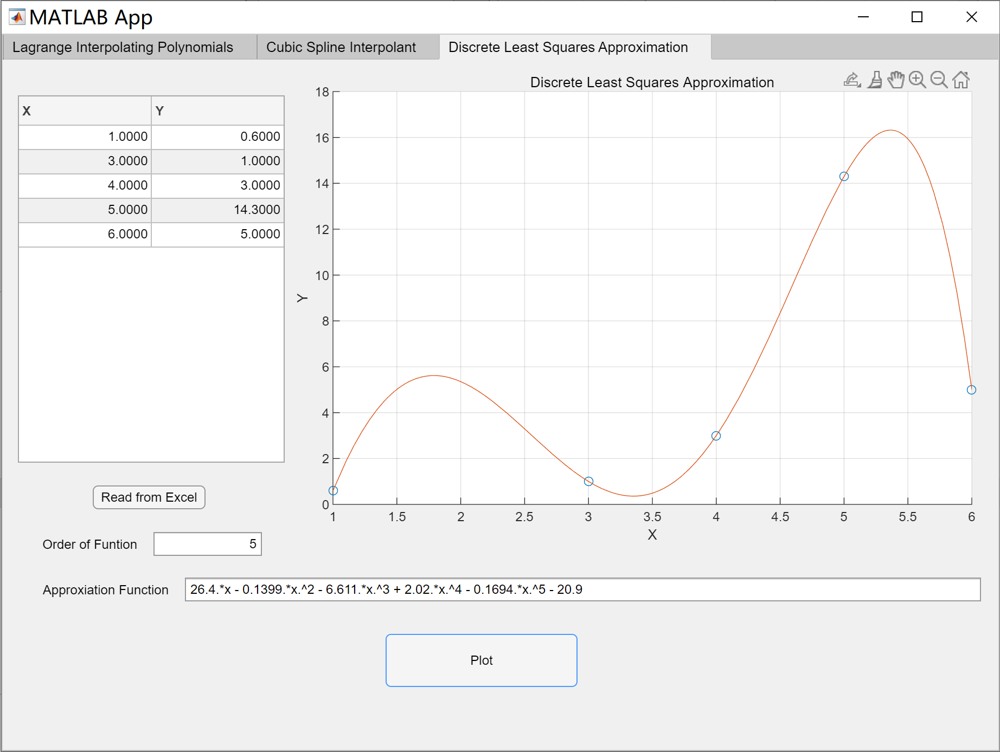 MATLAB App
Lagrange Interpolating Polynomials
Cubic Spline Interpolant
Discrete Least Squares Approximation
X Y
1.0000 0.6000
3.0000 1.0000
4.0000 3.0000
5.0000 14.3000
6.0000 5.0000
Read from Excel
Order of Funtion 5
Discrete Least Squares Approximation
18
16
14
12
10
8
6
4
2
0
Y
1 1.5 2 2.5 3 3.5 4 4.5 5 5.5 6
X
Approxiation Function 26.4.*x - 0.1399.*x.^2 - 6.611.*x.^3 + 2.02.*x.^4 - 0.1694.*x.^5 - 20.9
Plot